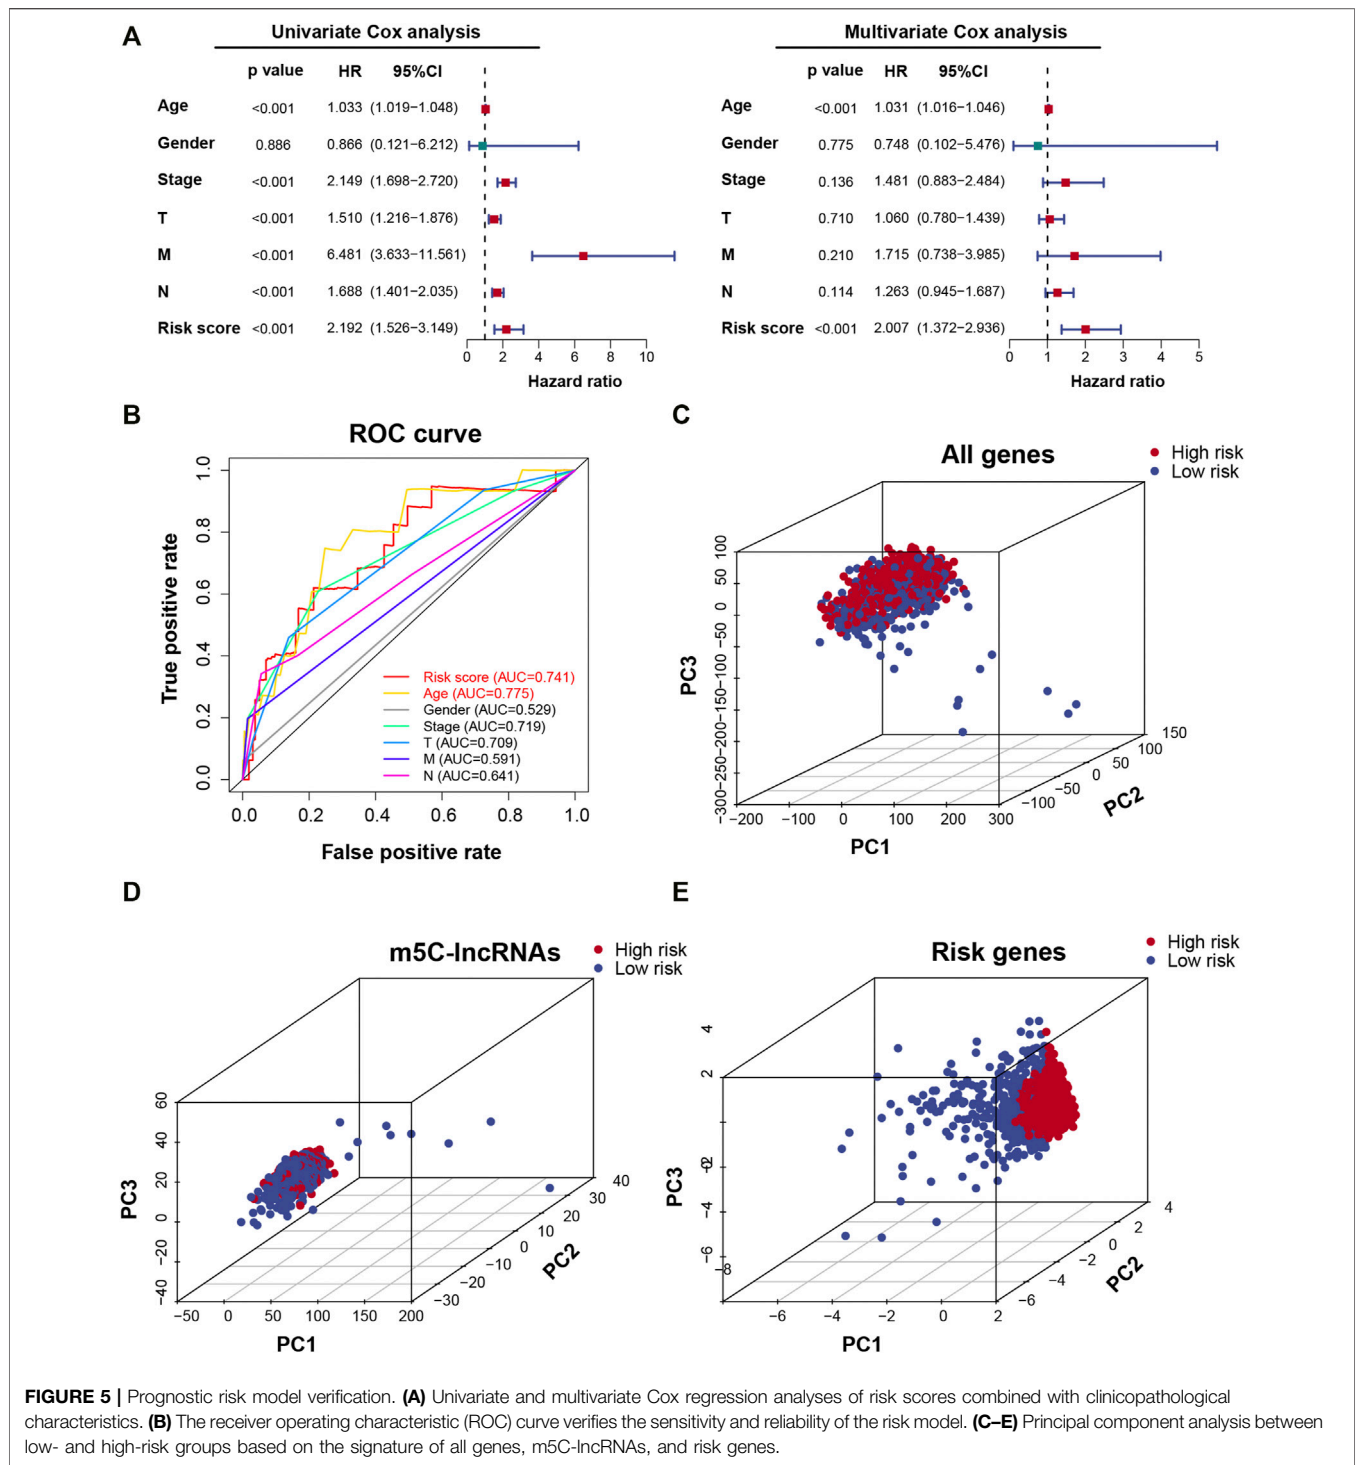 A
Univariate Cox analysis
p value HR 95%CI
Age <0.001 1.033 (1.019−1.048)
Gender 0.886 0.866 (0.121−6.212)
Stage <0.001 2.149 (1.698−2.720)
T <0.001 1.510 (1.216−1.876)
M <0.001 6.481 (3.633−11.561)
N <0.001 1.688 (1.401−2.035)
Risk score <0.001 2.192 (1.526−3.149)
0 2 4 6 8 10
Hazard ratio
Multivariate Cox analysis
p value HR 95%CI
Age <0.001 1.031 (1.016−1.046)
Gender 0.775 0.748 (0.102−5.476)
Stage 0.136 1.481 (0.883−2.484)
T 0.710 1.060 (0.780−1.439)
M 0.210 1.715 (0.738−3.985)
N 0.114 1.263 (0.945−1.687)
Risk score <0.001 2.007 (1.372−2.936)
0 1 2 3 4 5
Hazard ratio
B
ROC curve
True positive rate
1.0
0.8
0.6
0.4
0.2
0.0
Risk score (AUC=0.741)
Age (AUC=0.775)
Gender (AUC=0.529)
Stage (AUC=0.719)
T (AUC=0.709)
M (AUC=0.591)
N (AUC=0.641)
0.0 0.2 0.4 0.6 0.8 1.0
False positive rate
C
All genes
High risk
Low risk
PC3
100
50
0
−50
−100
−150
−200
−250
−300
−200 −100 0 100 200 300
PC1
−100
−50
0
50
100
150
PC2
D
m5C-lncRNAs
High risk
Low risk
PC3
60
40
20
0
−20
−40
−50 0 50 100 150 200
PC1
−30
−20
−10
0
10
20
30
40
PC2
E
Risk genes
High risk
Low risk
PC3
4
2
0
−2
−4
−6
−8
−6 −4 −2 0 2
PC1
−6
−4
−2
0
2
4
PC2
FIGURE 5 | Prognostic risk model verification. (A) Univariate and multivariate Cox regression analyses of risk scores combined with clinicopathological
characteristics. (B) The receiver operating characteristic (ROC) curve verifies the sensitivity and reliability of the risk model. (C–E) Principal component analysis between
low- and high-risk groups based on the signature of all genes, m5C-lncRNAs, and risk genes.